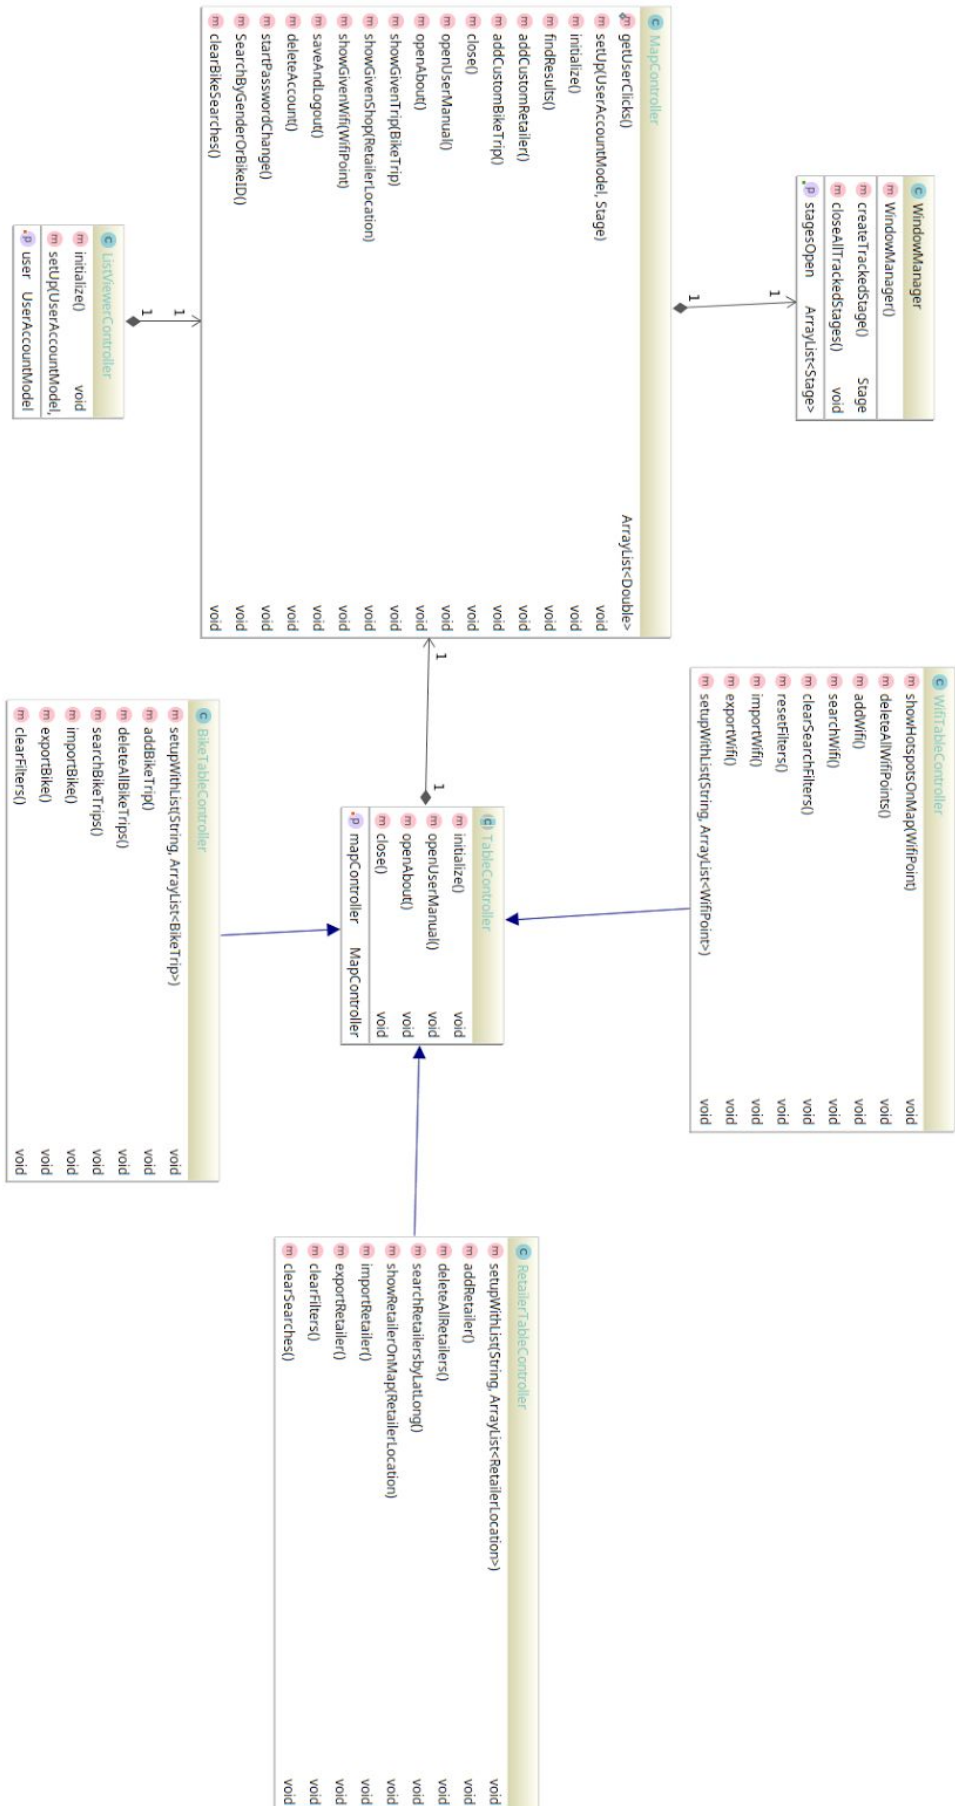 WindowManager
WindowManager()
createTrackedStage() Stage
closeAllTrackedStages() void
stagesOpen ArrayList<Stage>
1
1
MapController
getUserClicks() ArrayList<Double>
setUp(UserAccountModel, Stage) void
initialize() void
findResults() void
addCustomRetailer() void
addCustomBikeTrip() void
close() void
openUserManual() void
openAbout() void
showGivenTrip(BikeTrip) void
showGivenShop(RetailerLocation) void
showGivenWifi(WifiPoint) void
saveAndLogout() void
deleteAccount() void
startPasswordChange() void
SearchByGenderOrBikeID() void
clearBikeSearches() void
1
1
ListViewerController
initialize() void
setUp(UserAccountModel,
user UserAccountModel
1
1
WifiTableController
showHotspotsOnMap(WifiPoint) void
deleteAllWifiPoints() void
addWifi() void
searchWifi() void
clearSearchFilters() void
resetFilters() void
importWifi() void
exportWifi() void
setupWithList(String, ArrayList<WifiPoint>) void
TableController
initialize() void
openUserManual() void
openAbout() void
close() void
mapController MapController
BikeTableController
setupWithList(String, ArrayList<BikeTrip>) void
addBikeTrip() void
deleteAllBikeTrips() void
searchBikeTrips() void
importBike() void
exportBike() void
clearFilters() void
RetailerTableController
setupWithList(String, ArrayList<RetailerLocation>) void
addRetailer() void
deleteAllRetailers() void
searchRetailersbyLatLong() void
showRetailerOnMap(RetailerLocation) void
importRetailer() void
exportRetailer() void
clearFilters() void
clearSearches() void